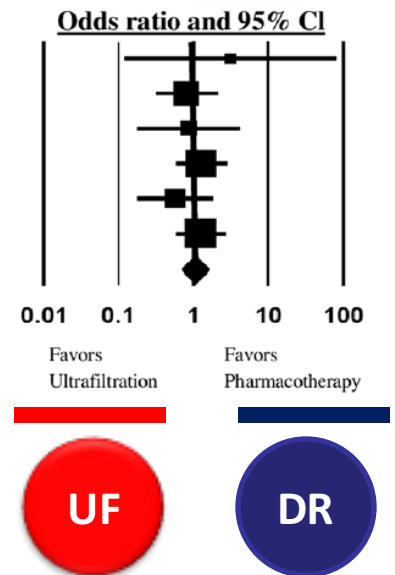 Odds ratio and 95% CI
0.01 0.1 1 10 100
Favors Favors
Ultrafiltration Pharmacotherapy
UF DR